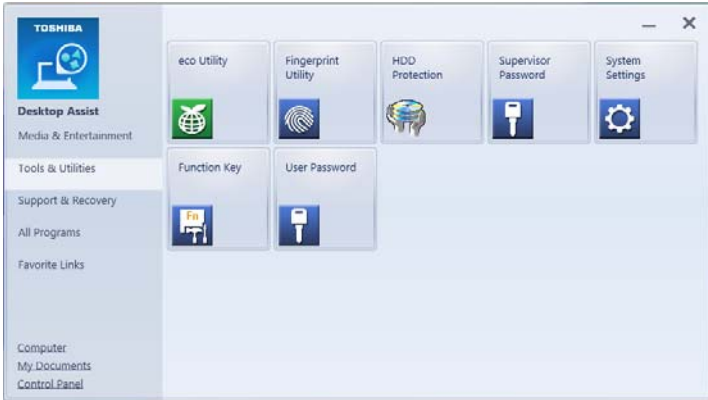 TOSHIBA
Desktop Assist
Media & Entertainment
Tools & Utilities
Support & Recovery
All Programs
Favorite Links
Computer
My Documents
Control Panel
eco Utility
Fingerprint
Utility
HDD
Protection
Supervisor
Password
System
Settings
Function Key
Fn
User Password